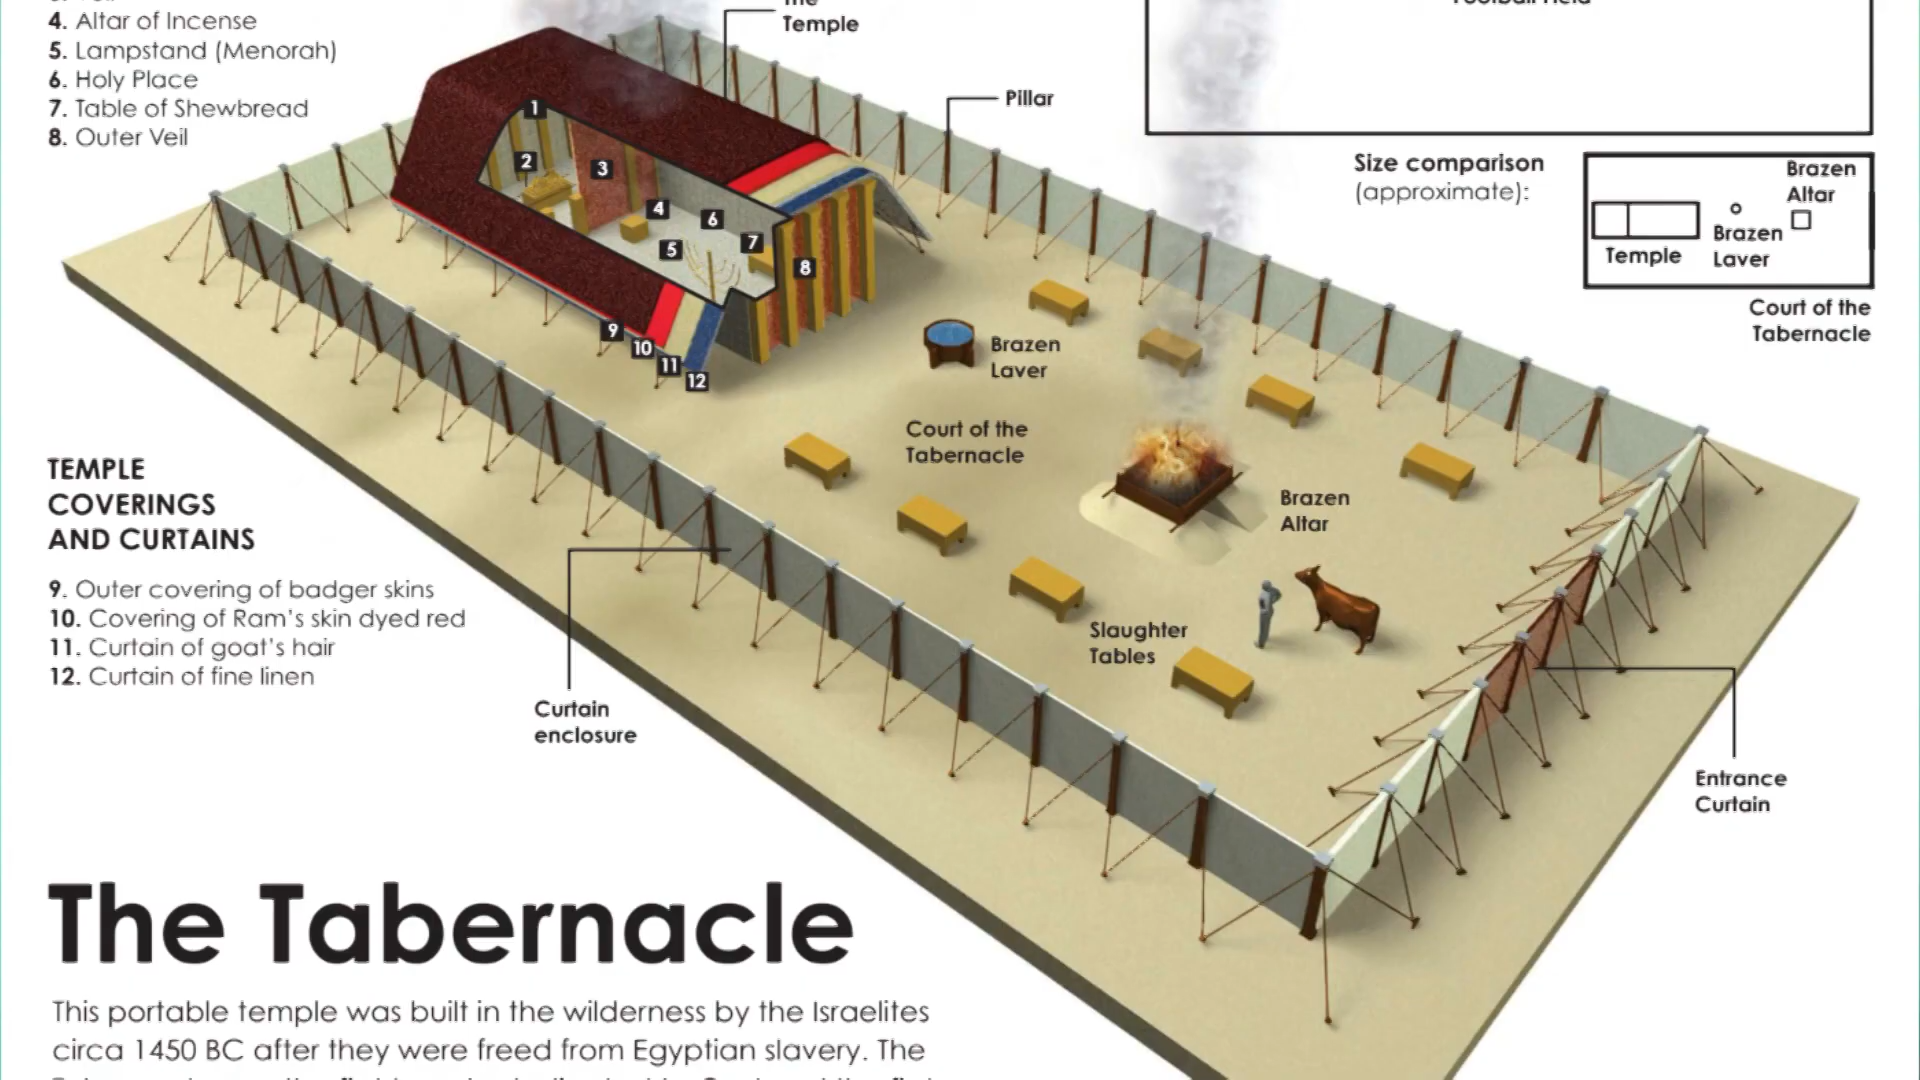 4. Altar of Incense
5. Lampstand (Menorah)
6. Holy Place
7. Table of Shewbread
8. Outer Veil
The
Temple
Pillar
Football Field
Size comparison
(approximate):
Brazen
Altar
Brazen
Laver
Temple
Court of the
Tabernacle
1
2
3
4
5
6
7
8
9
10
11
12
Brazen
Laver
Court of the
Tabernacle
Brazen
Altar
Slaughter
Tables
TEMPLE
COVERINGS
AND CURTAINS
9. Outer covering of badger skins
10. Covering of Ram's skin dyed red
11. Curtain of goat's hair
12. Curtain of fine linen
Curtain
enclosure
Entrance
Curtain
The Tabernacle
This portable temple was built in the wilderness by the Israelites
circa 1450 BC after they were freed from Egyptian slavery. The